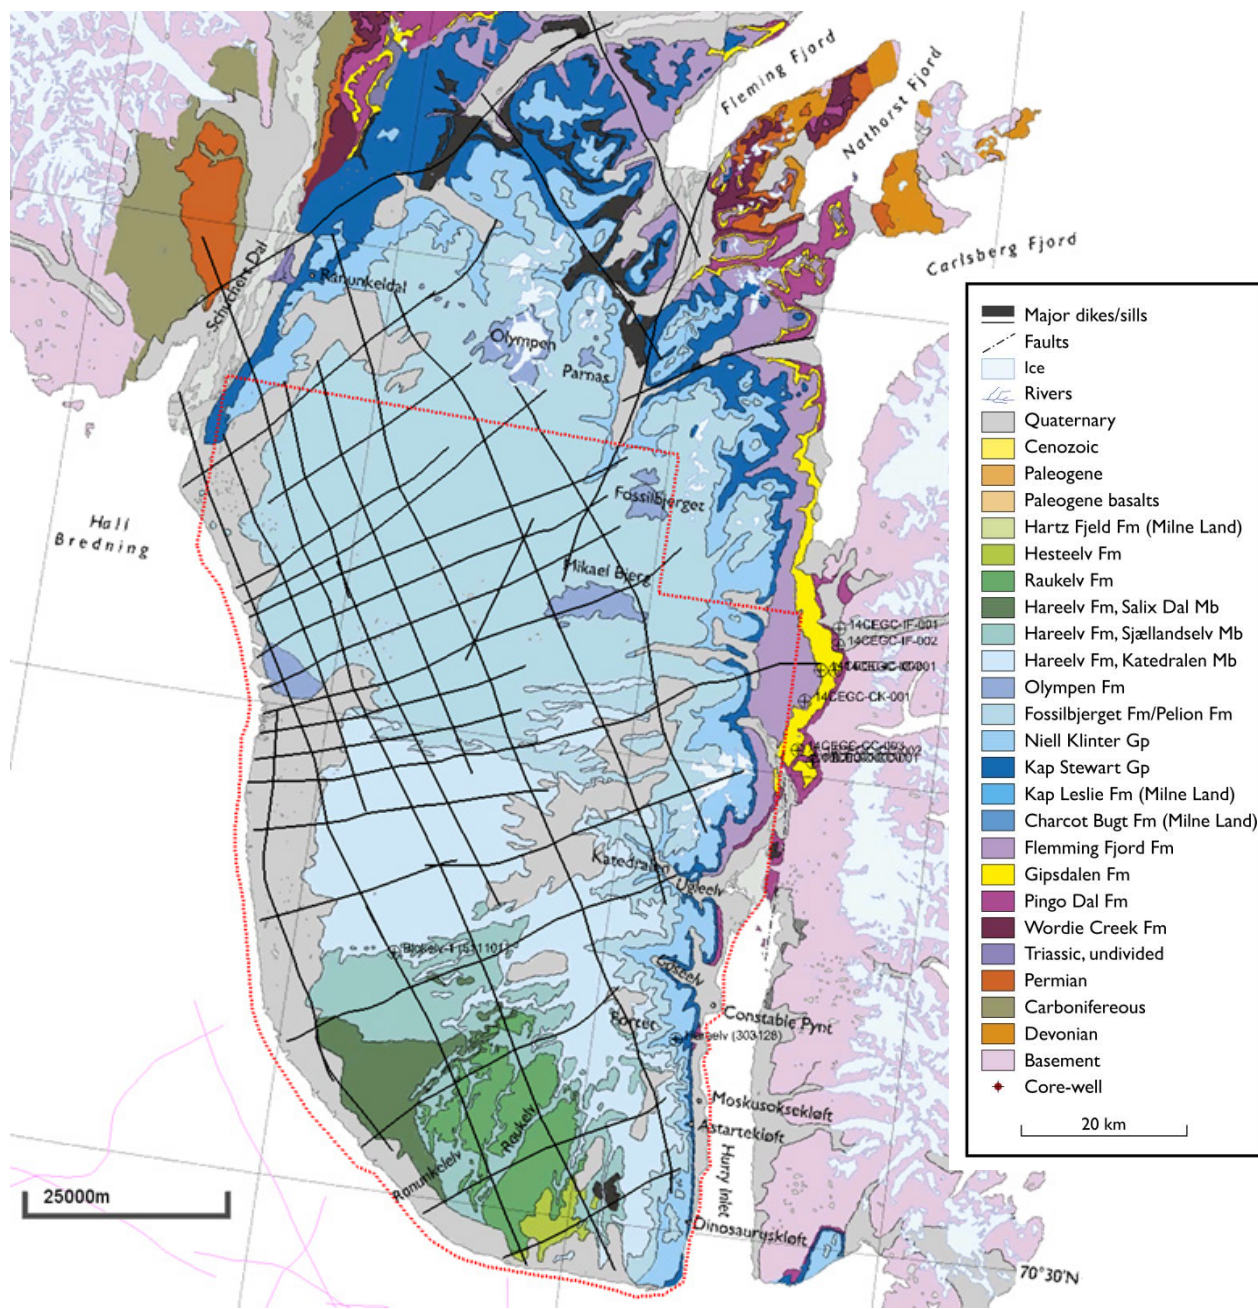 Fleming Fjord
Nathorst Fjord
Carlsberg Fjord
Schuchert Dal
Ranunkeldal
Olympen
Parnas
Hall
Bredning
Fossilbjerget
Mikael Bjerg
14CEGC-IF-001
14CEGC-IF-002
14CEGC-CK-001
Katedralen
Ugleelv
Gåseelv
Fortet
Constable Pynt
Moskusoksekløft
Astartekløft
Raukelv
Ranunkelelv
Hurry Inlet
Dinosauruskløft
25000m
70°30'N
Major dikes/sills
Faults
Ice
Rivers
Quaternary
Cenozoic
Paleogene
Paleogene basalts
Hartz Fjeld Fm (Milne Land)
Hesteelv Fm
Raukelv Fm
Hareelv Fm, Salix Dal Mb
Hareelv Fm, Sjællandselv Mb
Hareelv Fm, Katedralen Mb
Olympen Fm
Fossilbjerget Fm/Pelion Fm
Niell Klinter Gp
Kap Stewart Gp
Kap Leslie Fm (Milne Land)
Charcot Bugt Fm (Milne Land)
Flemming Fjord Fm
Gipsdalen Fm
Pingo Dal Fm
Wordie Creek Fm
Triassic, undivided
Permian
Carbonifereous
Devonian
Basement
Core-well
20 km